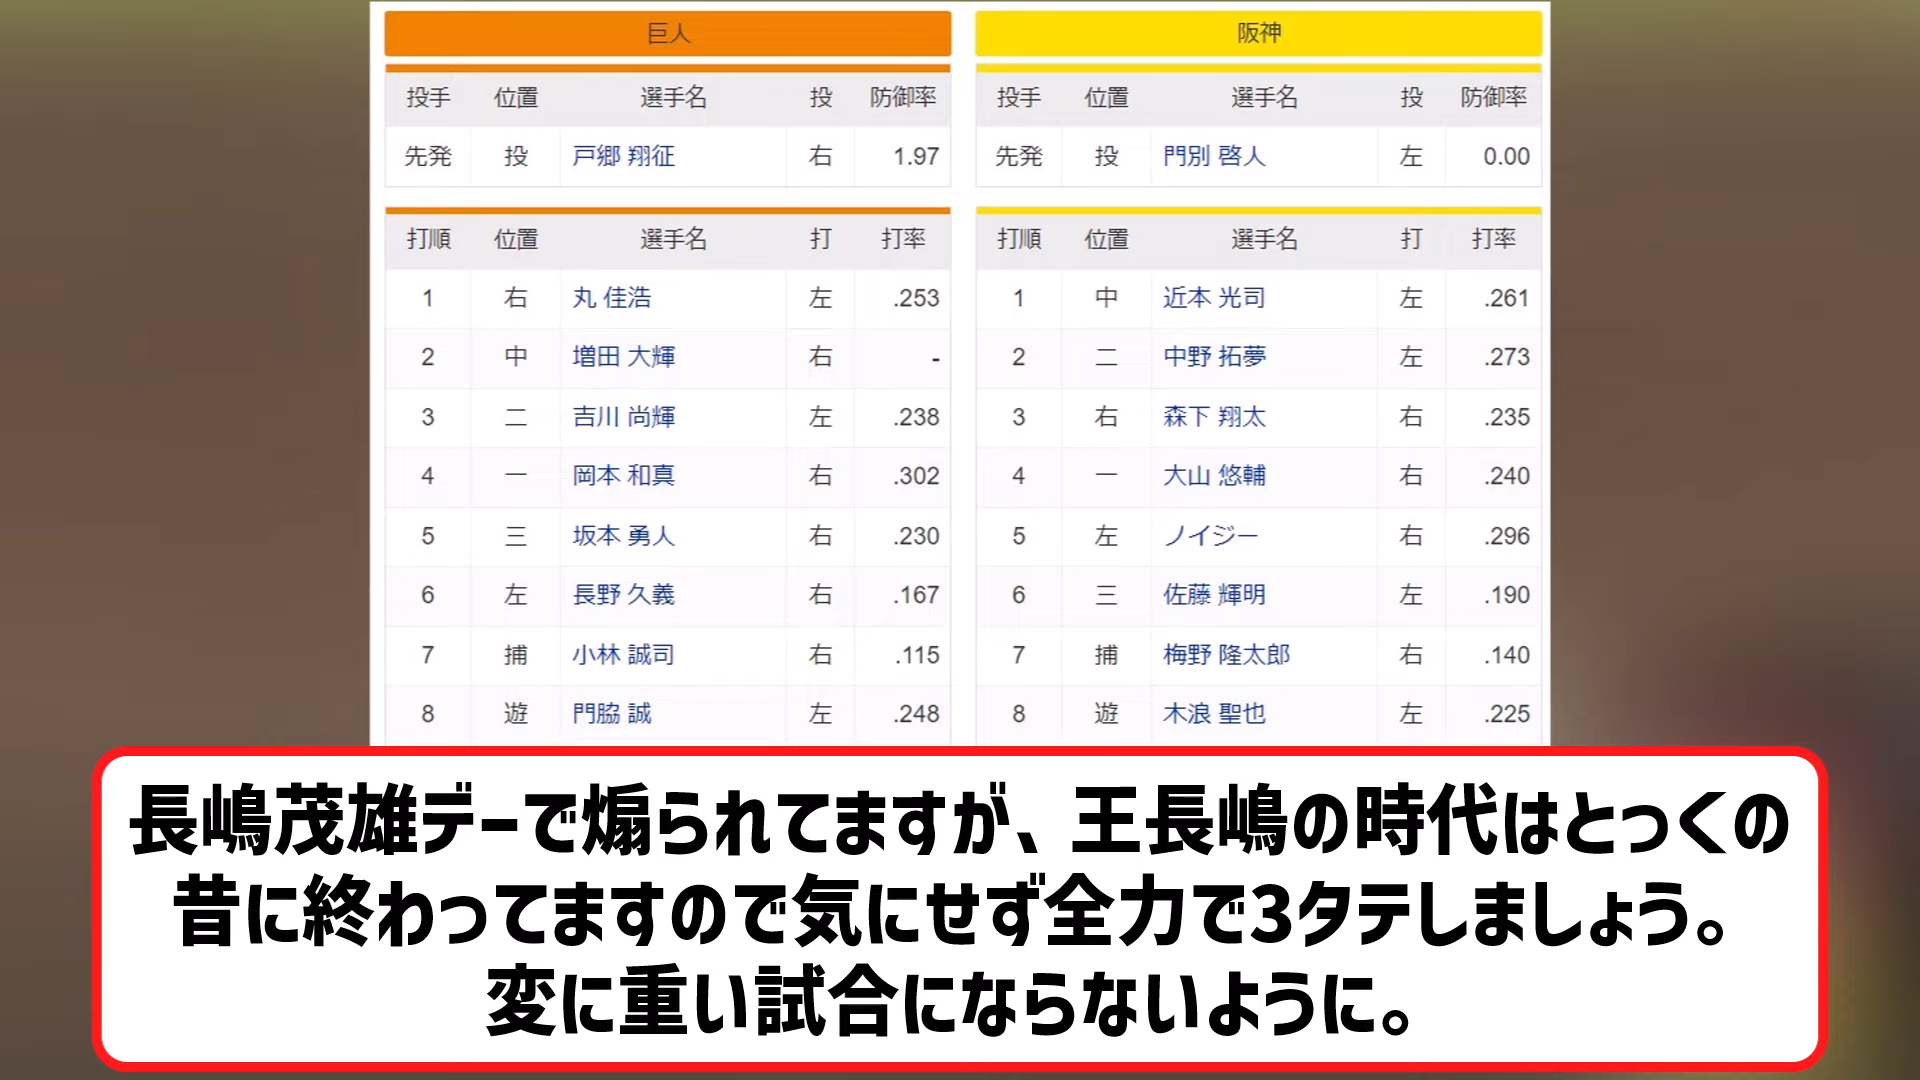 巨人 阪神
投手 位置 選手名 投 防御率 投手 位置 選手名 投 防御率
先発 投 戸郷 翔征 右 1.97 先発 投 門別 啓人 左 0.00
打順 位置 選手名 打 打率 打順 位置 選手名 打 打率
1 右 丸 佳浩 左 .253 1 中 近本 光司 左 .261
2 中 増田 大輝 右 - 2 二 中野 拓夢 左 .273
3 二 吉川 尚輝 左 .238 3 右 森下 翔太 右 .235
4 一 岡本 和真 右 .302 4 一 大山 悠輔 右 .240
5 三 坂本 勇人 右 .230 5 左 ノイジー 右 .296
6 左 長野 久義 右 .167 6 三 佐藤 輝明 左 .190
7 捕 小林 誠司 右 .115 7 捕 梅野 隆太郎 右 .140
8 遊 門脇 誠 左 .248 8 遊 木浪 聖也 左 .225
長嶋茂雄デーで煽られてますが、王長嶋の時代はとっくの
昔に終わってますので気にせず全力で3タテしましょう。
変に重い試合にならないように。